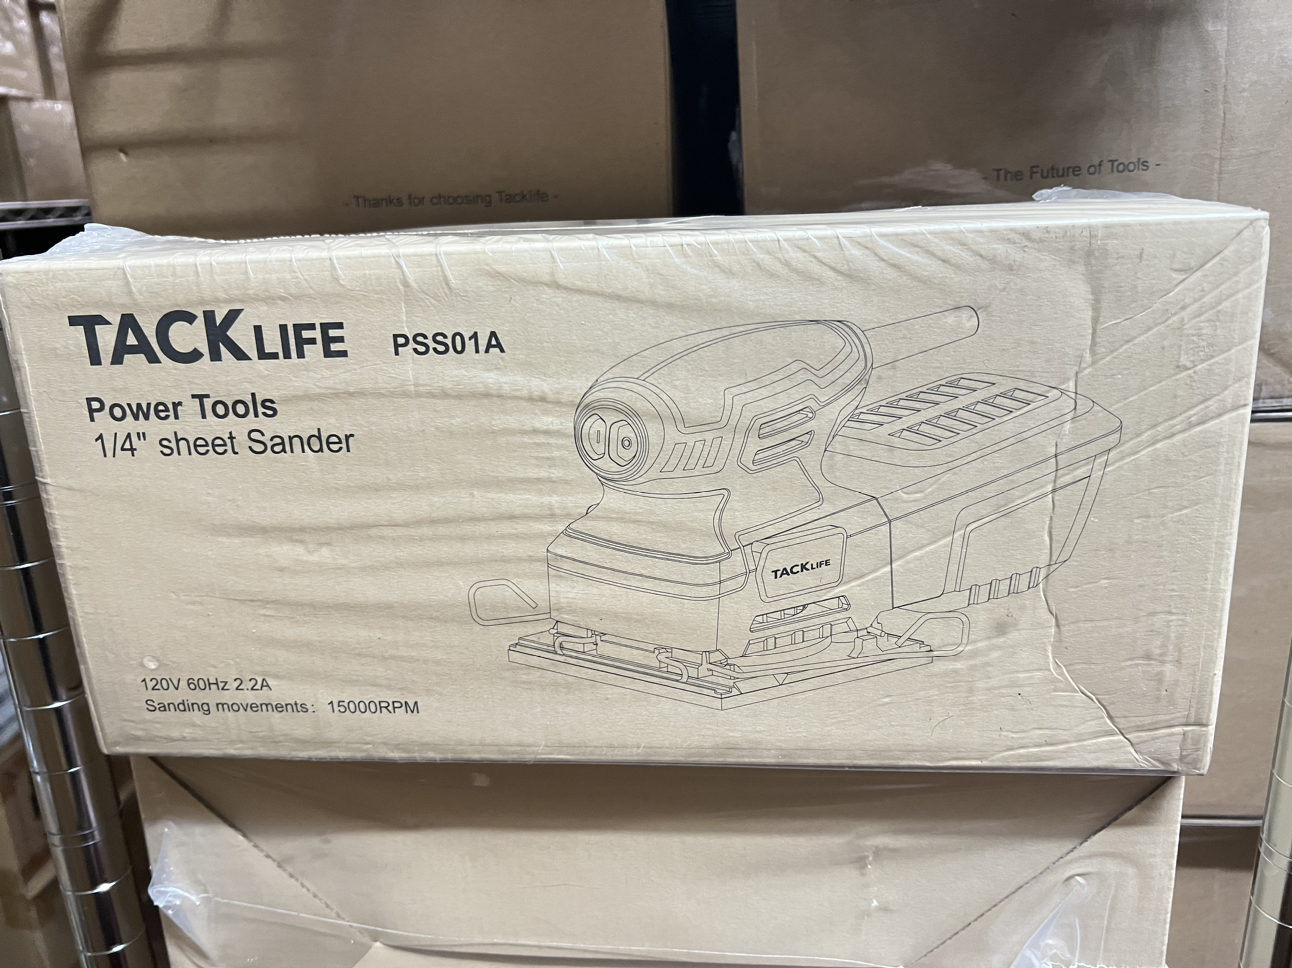 - Thanks for choosing Tacklife -
- The Future of Tools -
TACKLIFE PSS01A
Power Tools
1/4" sheet Sander
TACKLIFE
120V 60Hz 2.2A
Sanding movements: 15000RPM